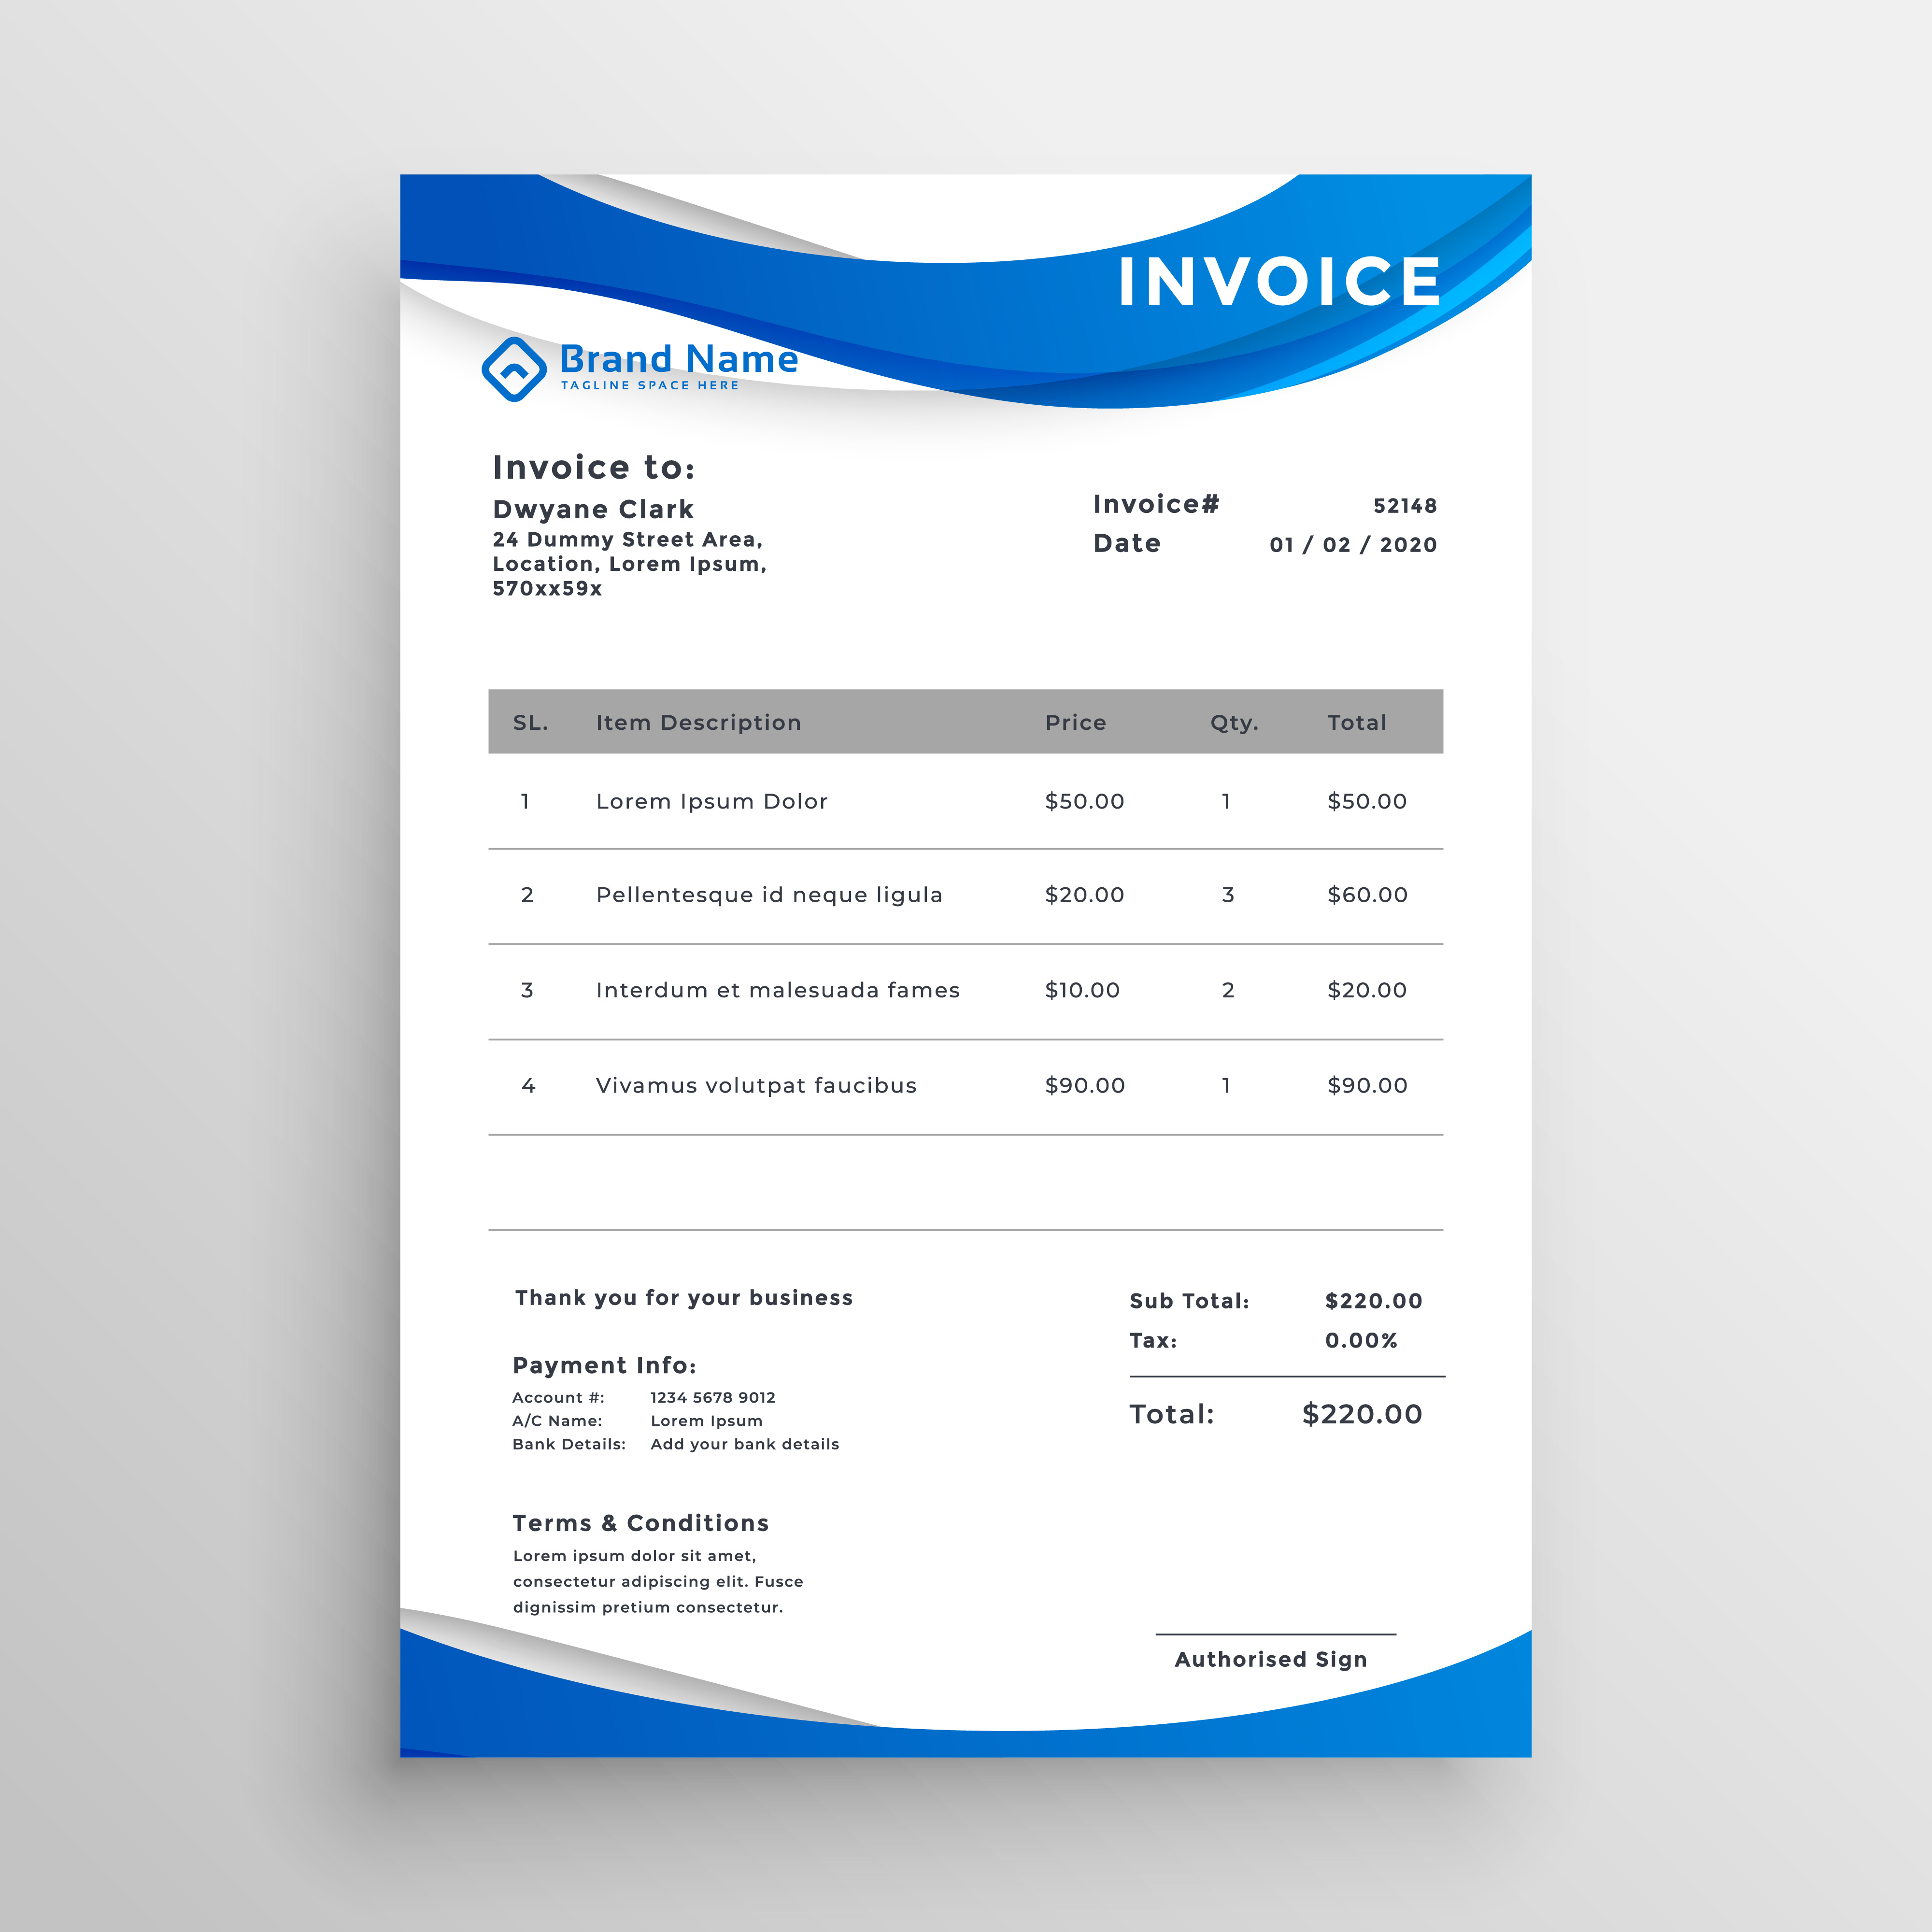 INVOICE
Brand Name
TAGLINE SPACE HERE
Invoice to:
Dwyane Clark
24 Dummy Street Area,
Location, Lorem Ipsum,
570xx59x
Invoice# 52148
Date 01 / 02 / 2020
SL. Item Description Price Qty. Total
1 Lorem Ipsum Dolor $50.00 1 $50.00
2 Pellentesque id neque ligula $20.00 3 $60.00
3 Interdum et malesuada fames $10.00 2 $20.00
4 Vivamus volutpat faucibus $90.00 1 $90.00
Thank you for your business
Sub Total: $220.00
Tax: 0.00%
Total: $220.00
Payment Info:
Account #: 1234 5678 9012
A/C Name: Lorem Ipsum
Bank Details: Add your bank details
Terms & Conditions
Lorem ipsum dolor sit amet,
consectetur adipiscing elit. Fusce
dignissim pretium consectetur.
Authorised Sign